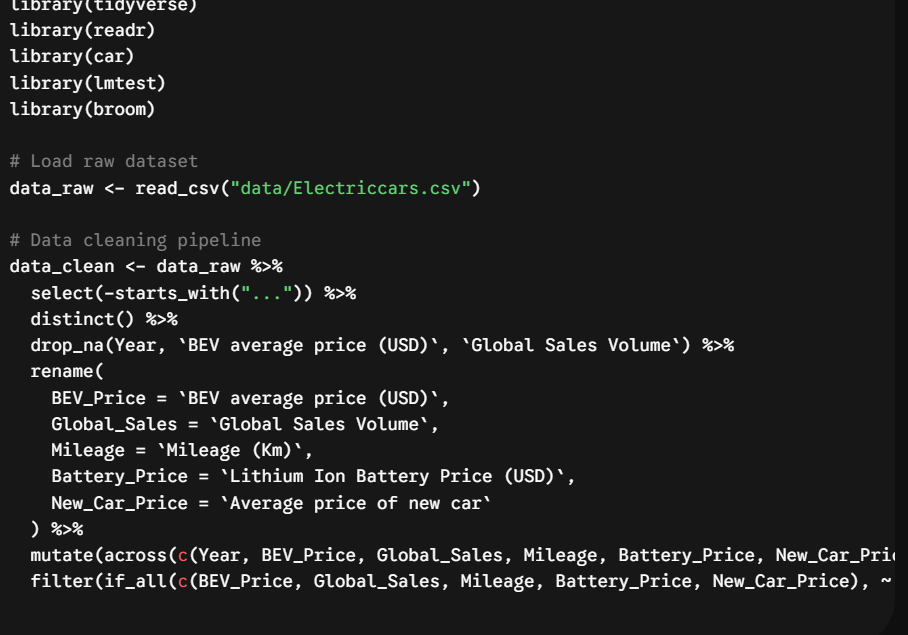 library(tidyverse)
library(readr)
library(car)
library(lmtest)
library(broom)

# Load raw dataset
data_raw <- read_csv("data/Electriccars.csv")

# Data cleaning pipeline
data_clean <- data_raw %>%
  select(-starts_with("...")) %>%
  distinct() %>%
  drop_na(Year, `BEV average price (USD)`, `Global Sales Volume`) %>%
  rename(
    BEV_Price = `BEV average price (USD)`,
    Global_Sales = `Global Sales Volume`,
    Mileage = `Mileage (Km)`,
    Battery_Price = `Lithium Ion Battery Price (USD)`,
    New_Car_Price = `Average price of new car`
  ) %>%
  mutate(across(c(Year, BEV_Price, Global_Sales, Mileage, Battery_Price, New_Car_Pric
  filter(if_all(c(BEV_Price, Global_Sales, Mileage, Battery_Price, New_Car_Price), ~